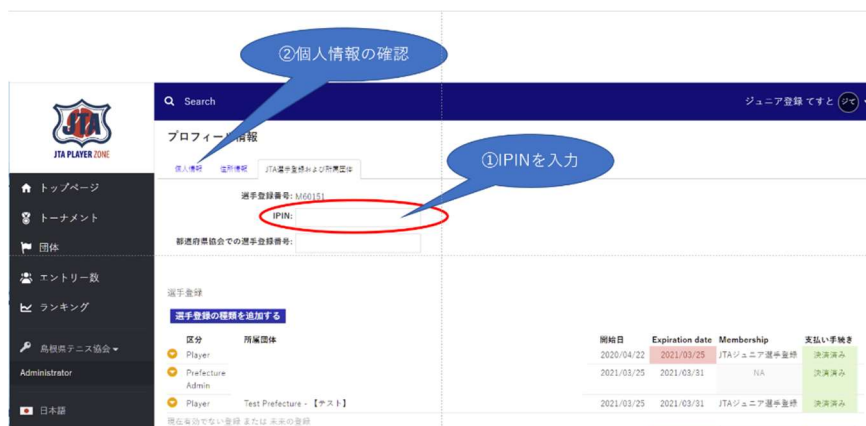 ②個人情報の確認
Search
ジュニア登録 てすと
ジて
JTA
JTA PLAYER ZONE
プロフィール情報
個人情報 住所情報 JTA選手登録および所属団体
①IPINを入力
選手登録番号: M60151
IPIN:
都道府県協会での選手登録番号:
トップページ
トーナメント
団体
エントリー数
ランキング
島根県テニス協会
Administrator
日本語
選手登録
選手登録の種類を追加する
区分 所属団体 開始日 Expiration date Membership 支払い手続き
Player 2020/04/22 2021/03/25 JTAジュニア選手登録 決済済み
Prefecture Admin 2021/03/25 2021/03/31 NA 決済済み
Player Test Prefecture - 【テスト】 2021/03/25 2021/03/31 JTAジュニア選手登録 決済済み
現在有効でない登録 または 未来の登録